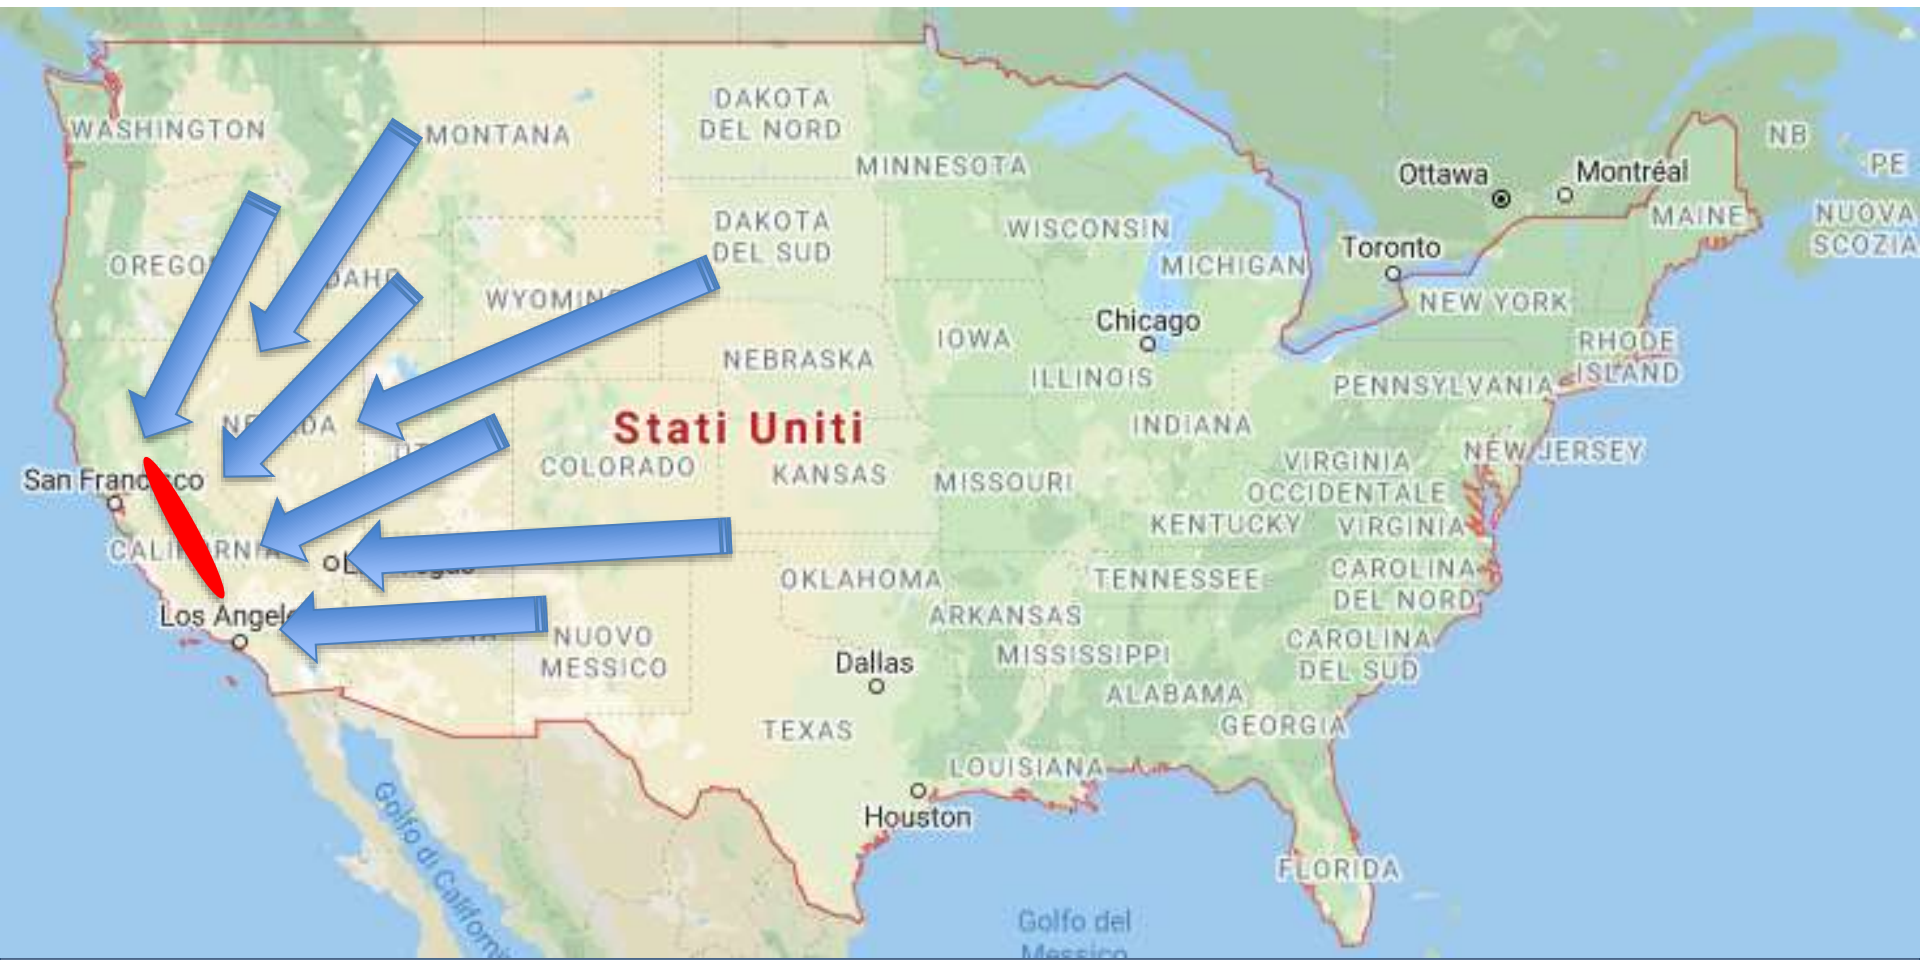 DAKOTA
DEL NORD
WASHINGTON
MONTANA
NB
MINNESOTA
PE
Ottawa
Montréal
DAKOTA
DEL SUD
WISCONSIN
MAINE
NUOVA
SCOZIA
Toronto
MICHIGAN
NEW YORK
Chicago
IOWA
RHODE
ISLAND
NEBRASKA
ILLINOIS
PENNSYLVANIA
Stati Uniti
INDIANA
NEW JERSEY
COLORADO
KANSAS
MISSOURI
VIRGINIA
OCCIDENTALE
KENTUCKY
VIRGINIA
OKLAHOMA
TENNESSEE
CAROLINA
DEL NORD
ARKANSAS
NUOVO
MESSICO
MISSISSIPPI
CAROLINA
DEL SUD
Dallas
ALABAMA
GEORGIA
TEXAS
LOUISIANA
Houston
FLORIDA
Golfo del
Messico
San Francisco
Los
Golfo di